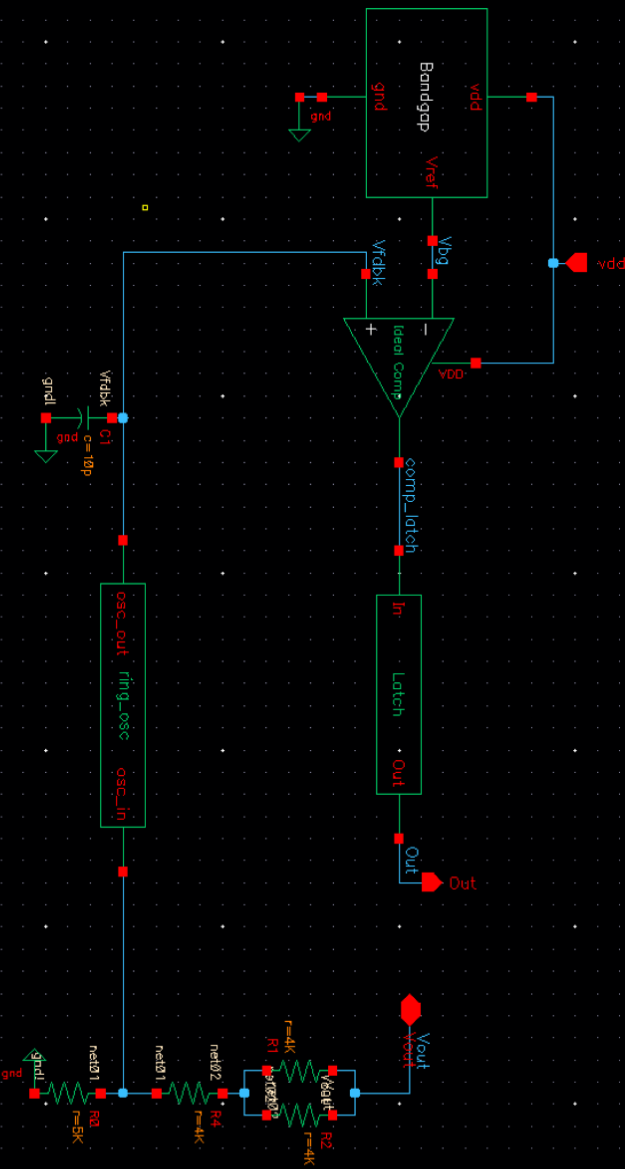 Bandgap
gnd
vdd
gnd
Vref
Vfdbk
Vbg
vdd
+
−
Ideal Comp
VDD
gnd!
Vfdbk
gnd
c=10p
C1
comp_latch
osc_out
ring_osc
osc_in
In
Latch
Out
Out
Out
Vout
Vout
r=4K
R1
net01
net01
net02
gnd!
gnd
R0
r=5K
R4
r=4K
R2
r=4K